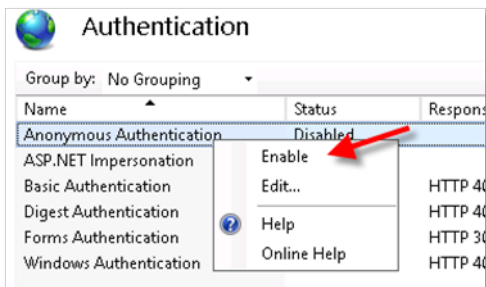 Authentication
Group by: No Grouping
Name Status Respons
Anonymous Authentication Disabled
ASP.NET Impersonation Enable
Basic Authentication Edit... HTTP 40
Digest Authentication Help HTTP 40
Forms Authentication HTTP 30
Windows Authentication Online Help HTTP 40